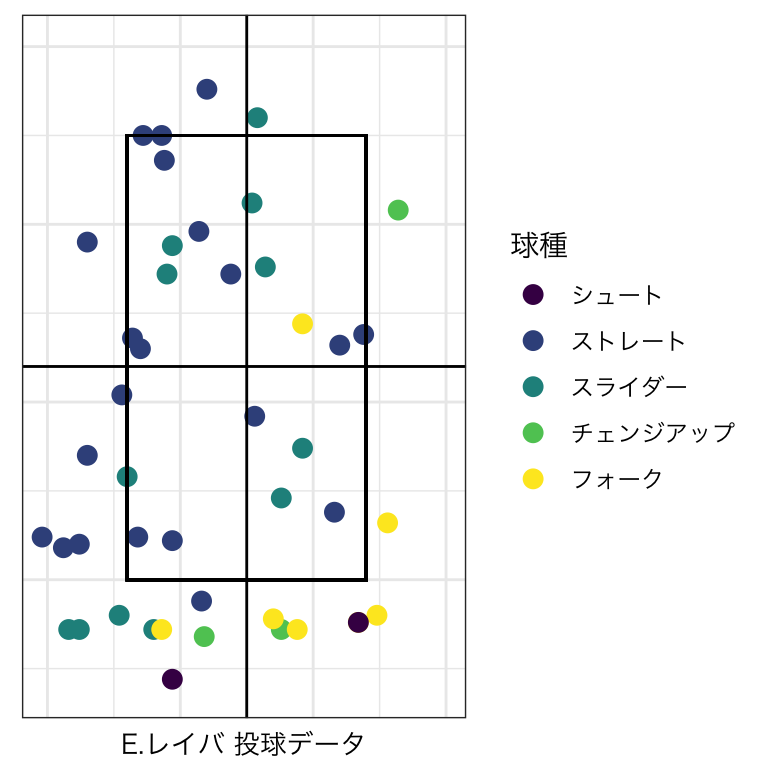 球種
シュート
ストレート
スライダー
チェンジアップ
フォーク
E.レイバ 投球データ